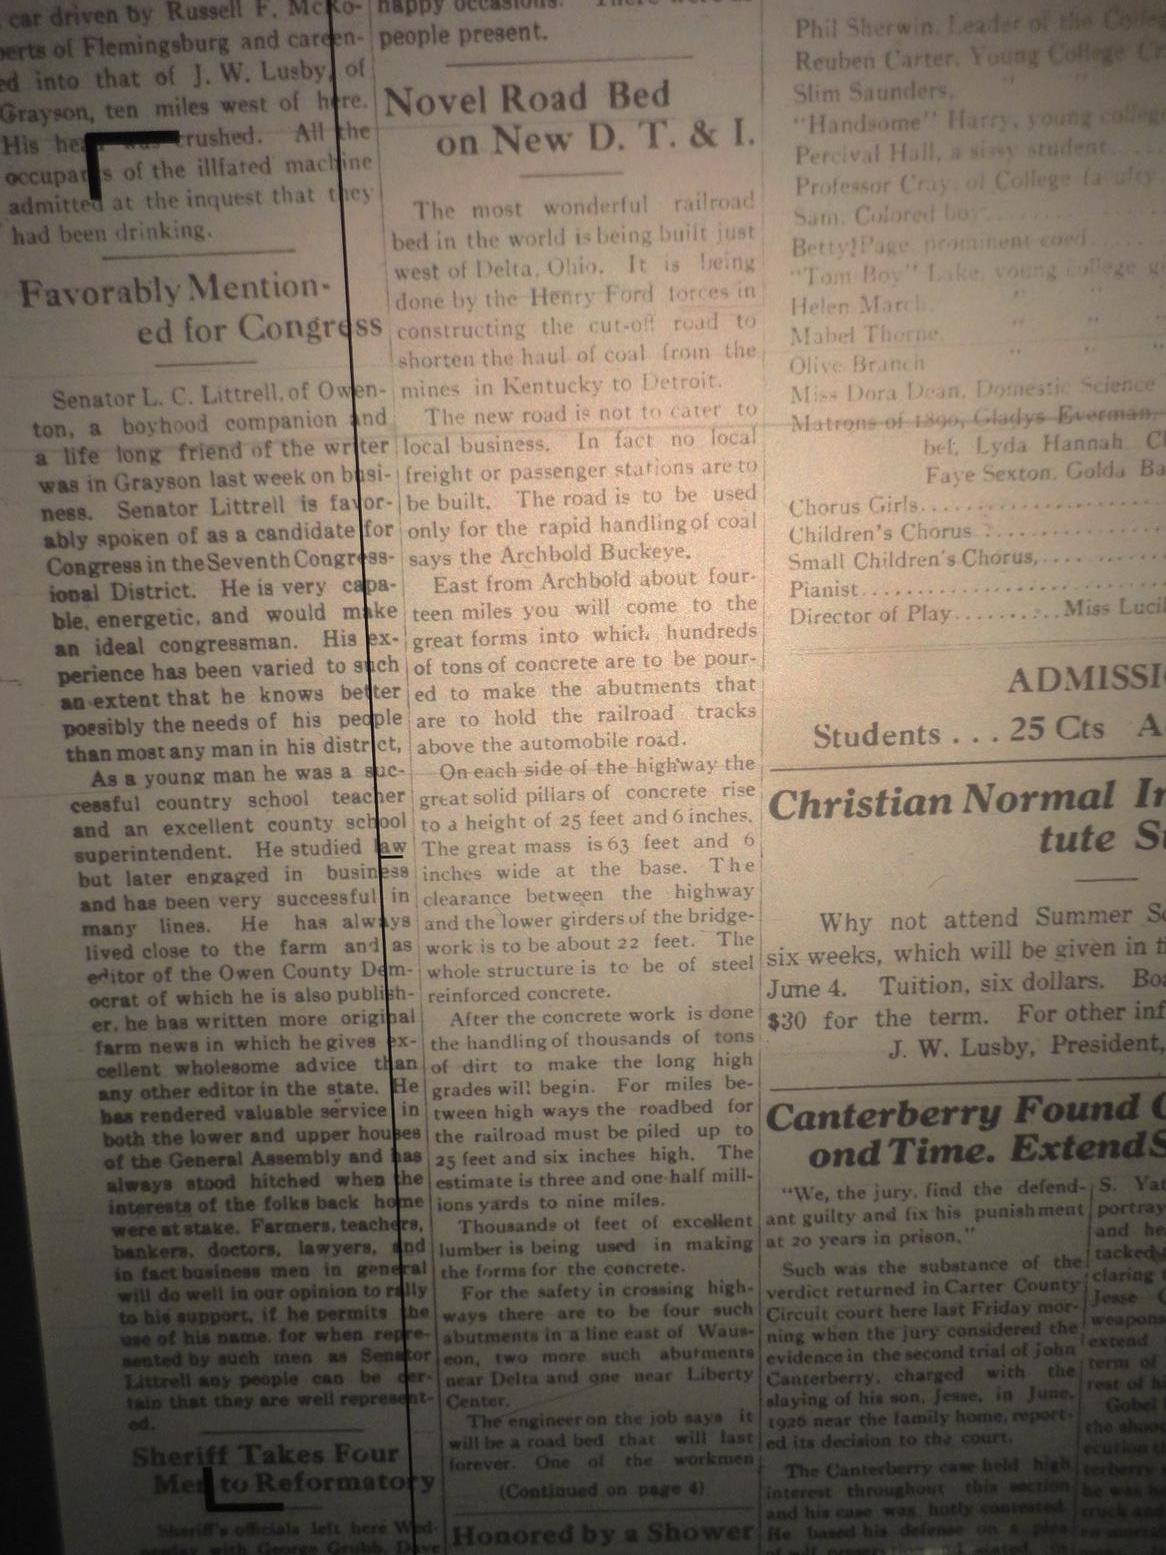 car driven by Russell F. McRo-
berts of Flemingsburg and careen-
ed into that of J. W. Lusby, of
Grayson, ten miles west of here.
His head was crushed. All the
occupants of the illfated machine
admitted at the inquest that they
had been drinking.
Favorably Mention-
ed for Congress
Senator L. C. Littrell, of Owen-
ton, a boyhood companion and
a life long friend of the writer
was in Grayson last week on busi-
ness. Senator Littrell is favor-
ably spoken of as a candidate for
Congress in the Seventh Congress-
ional District. He is very capa-
ble, energetic, and would make
an ideal congressman. His ex-
perience has been varied to such
an extent that he knows better
possibly the needs of his people
than most any man in his district,
As a young man he was a suc-
cessful country school teacher
and an excellent county school
superintendent. He studied law
but later engaged in business
and has been very successful in
many lines. He has always
lived close to the farm and as
editor of the Owen County Dem-
ocrat of which he is also publish-
er, he has written more original
farm news in which he gives ex-
cellent wholesome advice than
any other editor in the state. He
has rendered valuable service in
both the lower and upper houses
of the General Assembly and has
always stood hitched when the
interests of the folks back home
were at stake. Farmers, teachers,
bankers, doctors, lawyers, and
in fact business men in general
will do well in our opinion to rally
to his support, if he permits the
use of his name, for when repre-
sented by such men as Senator
Littrell any people can be cer-
tain that they are well represent-
ed.
Sheriff Takes Four
Men to Reformatory
Sheriff's officials left here Wed-
with George Grubb, Dave
happy occasions. There were
people present.
Novel Road Bed
on New D. T. & I.
The most wonderful railroad
bed in the world is being built just
west of Delta, Ohio. It is being
done by the Henry Ford forces in
constructing the cut-off road to
shorten the haul of coal from the
mines in Kentucky to Detroit.
The new road is not to cater to
local business. In fact no local
freight or passenger stations are to
be built. The road is to be used
only for the rapid handling of coal
says the Archbold Buckeye.
East from Archbold about four-
teen miles you will come to the
great forms into which hundreds
of tons of concrete are to be pour-
ed to make the abutments that
are to hold the railroad tracks
above the automobile road.
On each side of the highway the
great solid pillars of concrete rise
to a height of 25 feet and 6 inches.
The great mass is 63 feet and 6
inches wide at the base. The
clearance between the highway
and the lower girders of the bridge-
work is to be about 22 feet. The
whole structure is to be of steel
reinforced concrete.
After the concrete work is done
the handling of thousands of tons
of dirt to make the long high
grades will begin. For miles be-
tween high ways the roadbed for
the railroad must be piled up to
25 feet and six inches high. The
estimate is three and one-half mill-
ions yards to nine miles.
Thousands ot feet of excellent
lumber is being used in making
the forms for the concrete.
For the safety in crossing high-
ways there are to be four such
abutments in a line east of Waus-
eon, two more such abutments
near Delta and one near Liberty
Center.
The engineer on the job says it
will be a road bed that will last
forever. One of the workmen
(Continued on page 4)
Honored by a Shower
Phil Sherwin, Leader of the College
Reuben Carter, Young College
Slim Saunders, " "
"Handsome" Harry, young college
Percival Hall, a sissy student
Professor Cray, of College faculty
Sam, Colored boy
Betty Page, prominent coed
"Tom Boy" Lake, young college
Helen March, " "
Mabel Thorne, " "
Olive Branch " "
Miss Dora Dean, Domestic Science
Matrons of 1899, Gladys Everman,
bel, Lyda Hannah
Faye Sexton, Golda
Chorus Girls
Children's Chorus
Small Children's Chorus,
Pianist
Director of Play Miss
ADMISSI
Students . . . 25 Cts A
Christian Normal In
tute S
Why not attend Summer
six weeks, which will be given in
June 4. Tuition, six dollars.
$30 for the term. For other
J. W. Lusby, President,
Canterberry Found
ond Time. Extend
"We, the jury, find the defend-
ant guilty and fix his punishment
at 20 years in prison."
Such was the substance of the
verdict returned in Carter County
Circuit court here last Friday mor-
ning when the jury considered the
evidence in the second trial of john
Canterberry, charged with the
slaying of his son, Jesse, in June,
1926 near the family home, report-
ed its decision to the court.
The Canterberry case held high
interest throughout this section
and his case was hotly contested.
He based his defense on a plea
S. Yat
portray
and he
tacked
claring
Jesse
weapons
extend
term of
rest of
Gobel
the